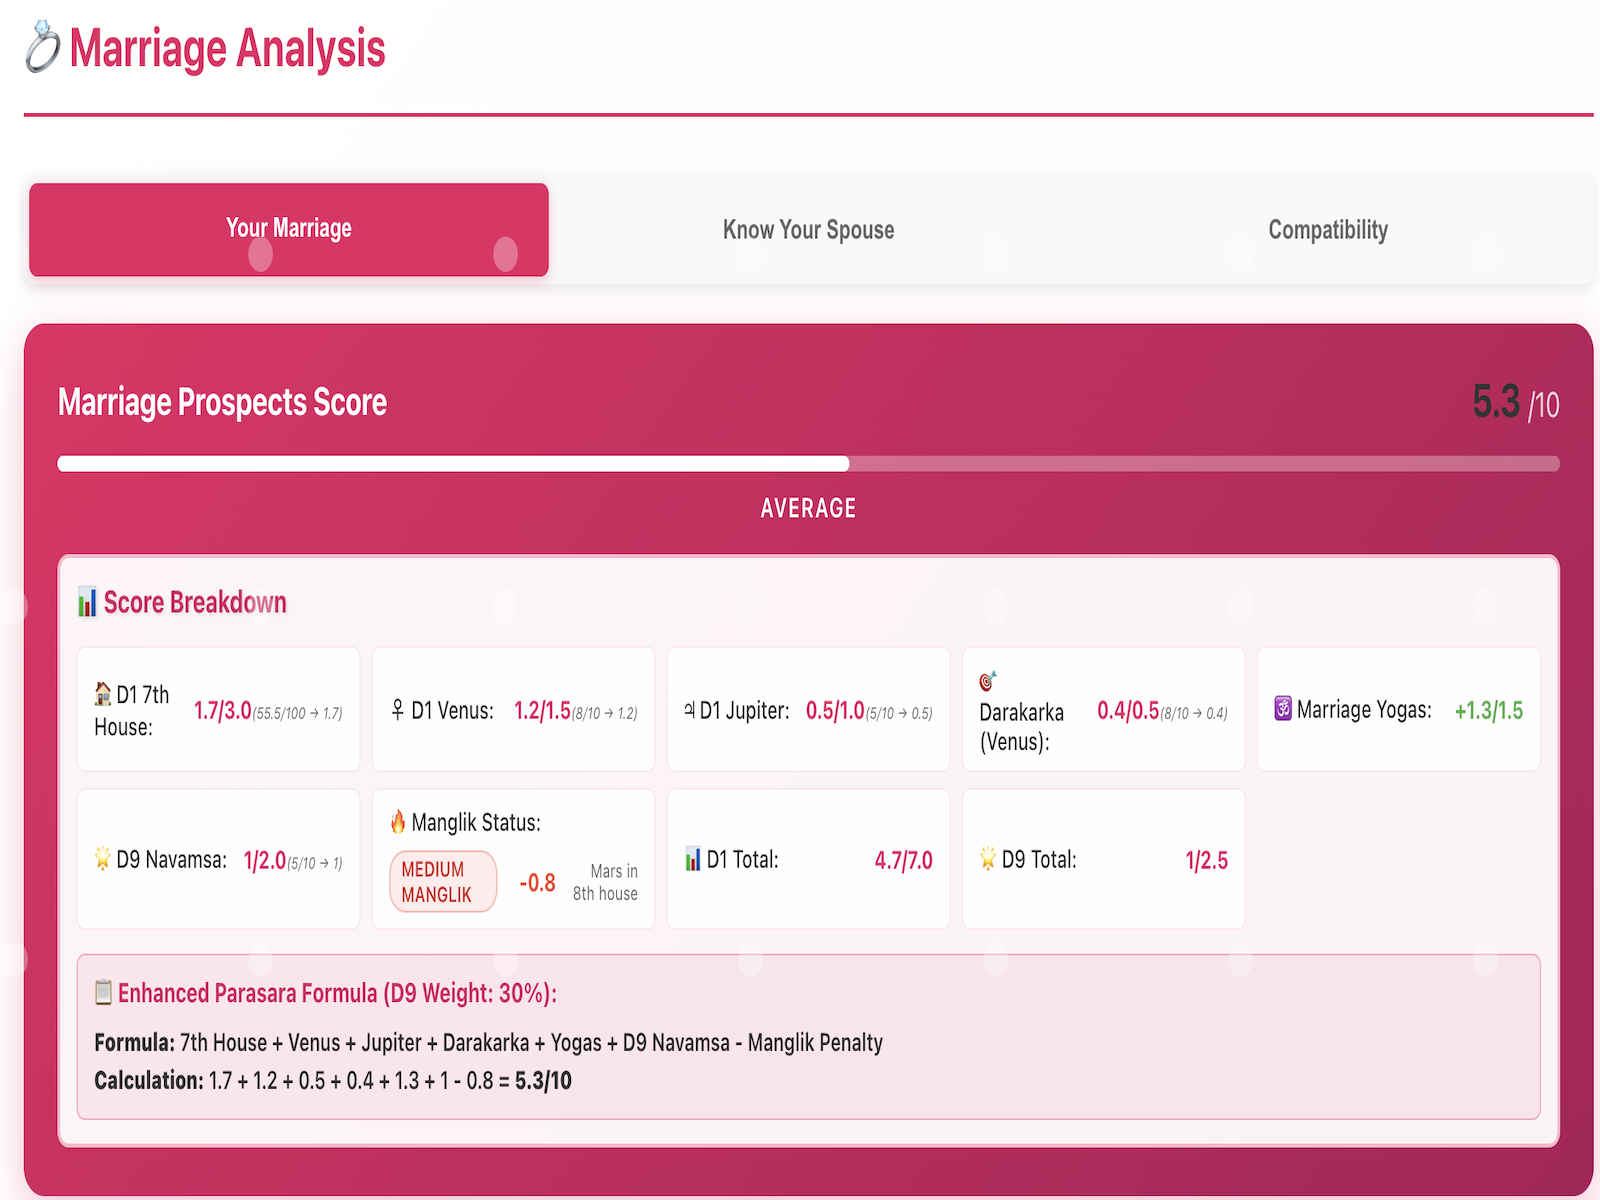 Marriage Analysis
Your Marriage
Know Your Spouse
Compatibility
Marriage Prospects Score
5.3 /10
AVERAGE
Score Breakdown
D1 7th
House:
1.7/3.0 (55.5/100 → 1.7)
♀ D1 Venus: 1.2/1.5 (8/10 → 1.2)
♃ D1 Jupiter: 0.5/1.0 (5/10 → 0.5)
Darakarka
(Venus):
0.4/0.5 (8/10 → 0.4)
Marriage Yogas: +1.3/1.5
D9 Navamsa: 1/2.0 (5/10 → 1)
Manglik Status:
MEDIUM
MANGLIK
-0.8
Mars in
8th house
D1 Total: 4.7/7.0
D9 Total: 1/2.5
Enhanced Parasara Formula (D9 Weight: 30%):
Formula: 7th House + Venus + Jupiter + Darakarka + Yogas + D9 Navamsa - Manglik Penalty
Calculation: 1.7 + 1.2 + 0.5 + 0.4 + 1.3 + 1 - 0.8 = 5.3/10